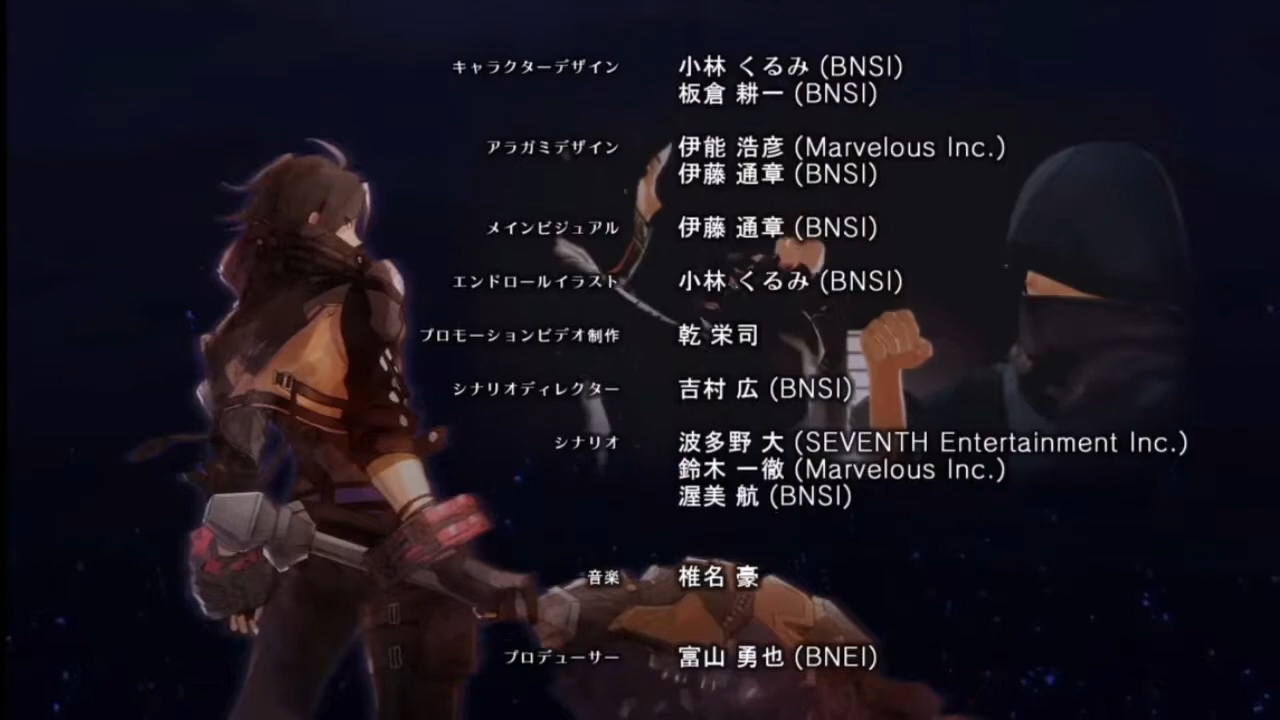 キャラクターデザイン 小林 くるみ (BNSI)
板倉 耕一 (BNSI)
アラガミデザイン 伊能 浩彦 (Marvelous Inc.)
伊藤 通章 (BNSI)
メインビジュアル 伊藤 通章 (BNSI)
エンドロールイラスト 小林 くるみ (BNSI)
プロモーションビデオ制作 乾 栄司
シナリオディレクター 吉村 広 (BNSI)
シナリオ 波多野 大 (SEVENTH Entertainment Inc.)
鈴木 一徹 (Marvelous Inc.)
渥美 航 (BNSI)
音楽 椎名 豪
プロデューサー 富山 勇也 (BNEI)